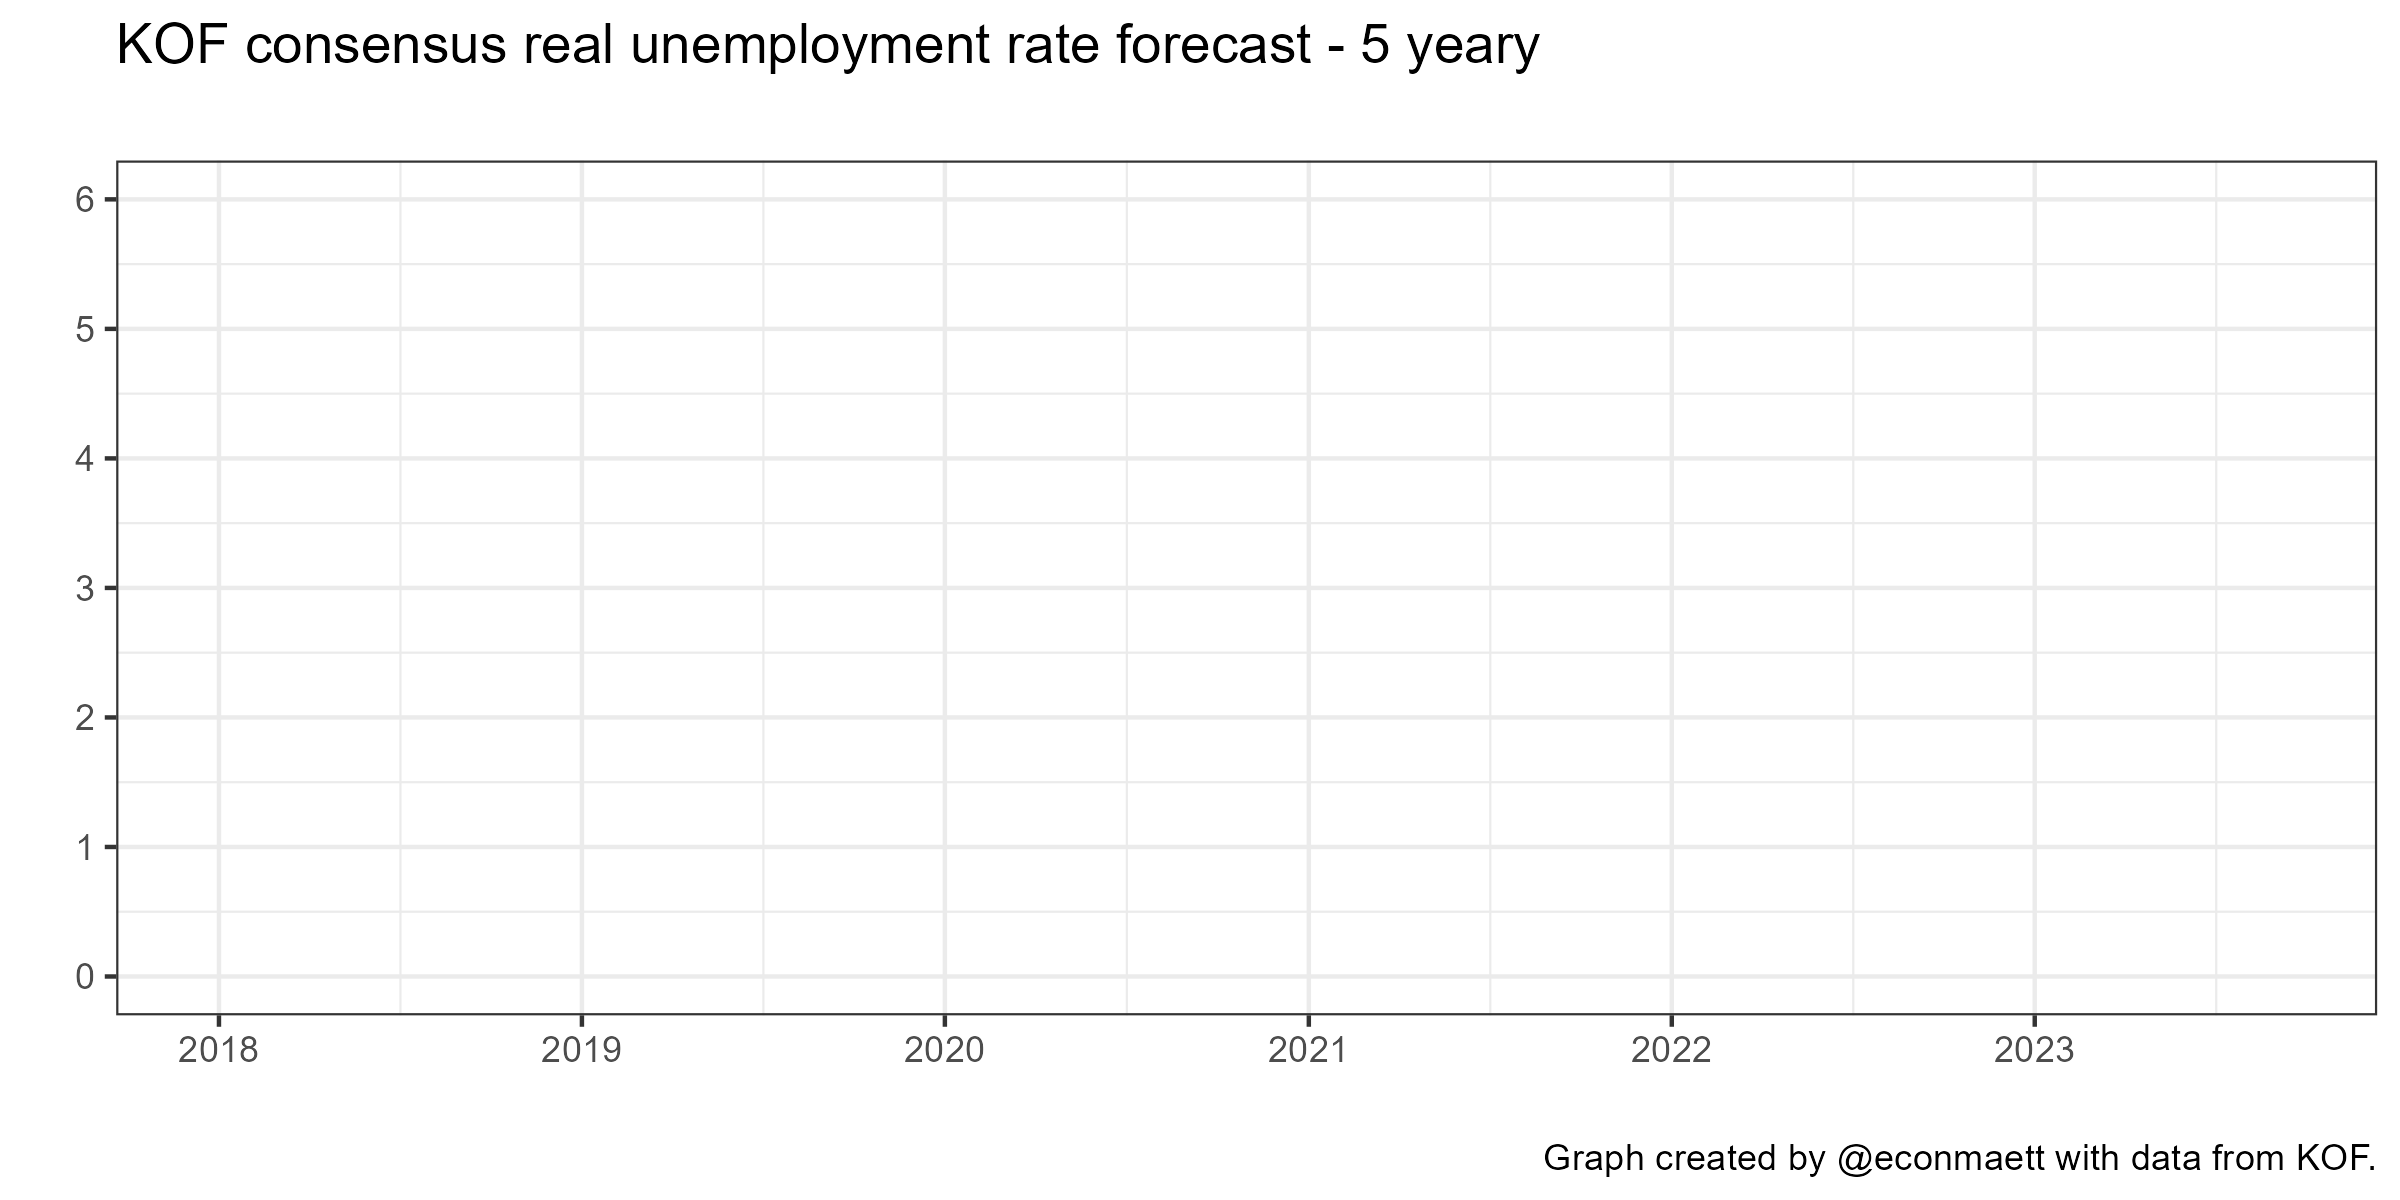 KOF consensus real unemployment rate forecast - 5 yeary
6
5
4
3
2
1
0
2018 2019 2020 2021 2022 2023
Graph created by @econmaett with data from KOF.